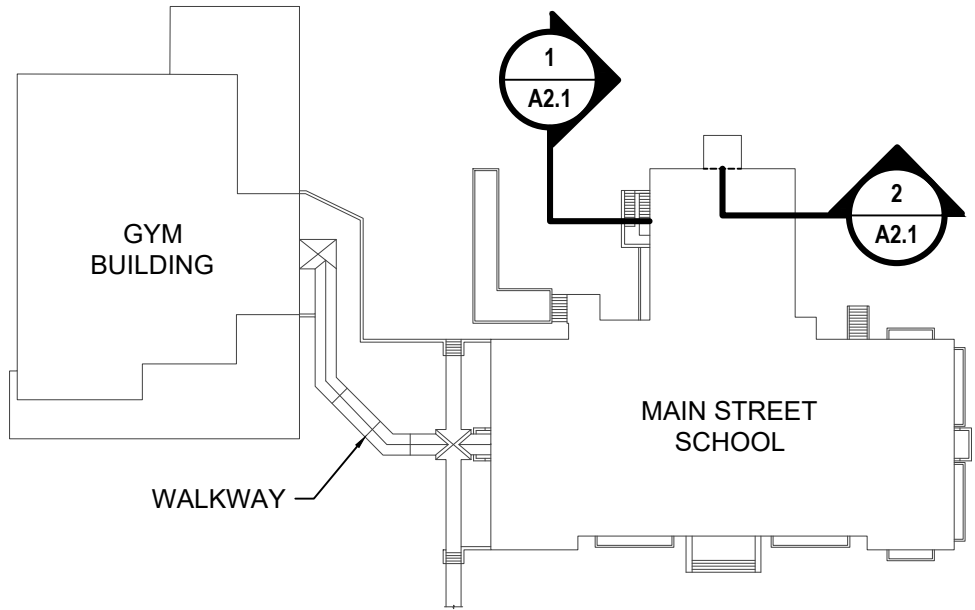 1
A2.1
2
A2.1
GYM
BUILDING
MAIN STREET
SCHOOL
WALKWAY